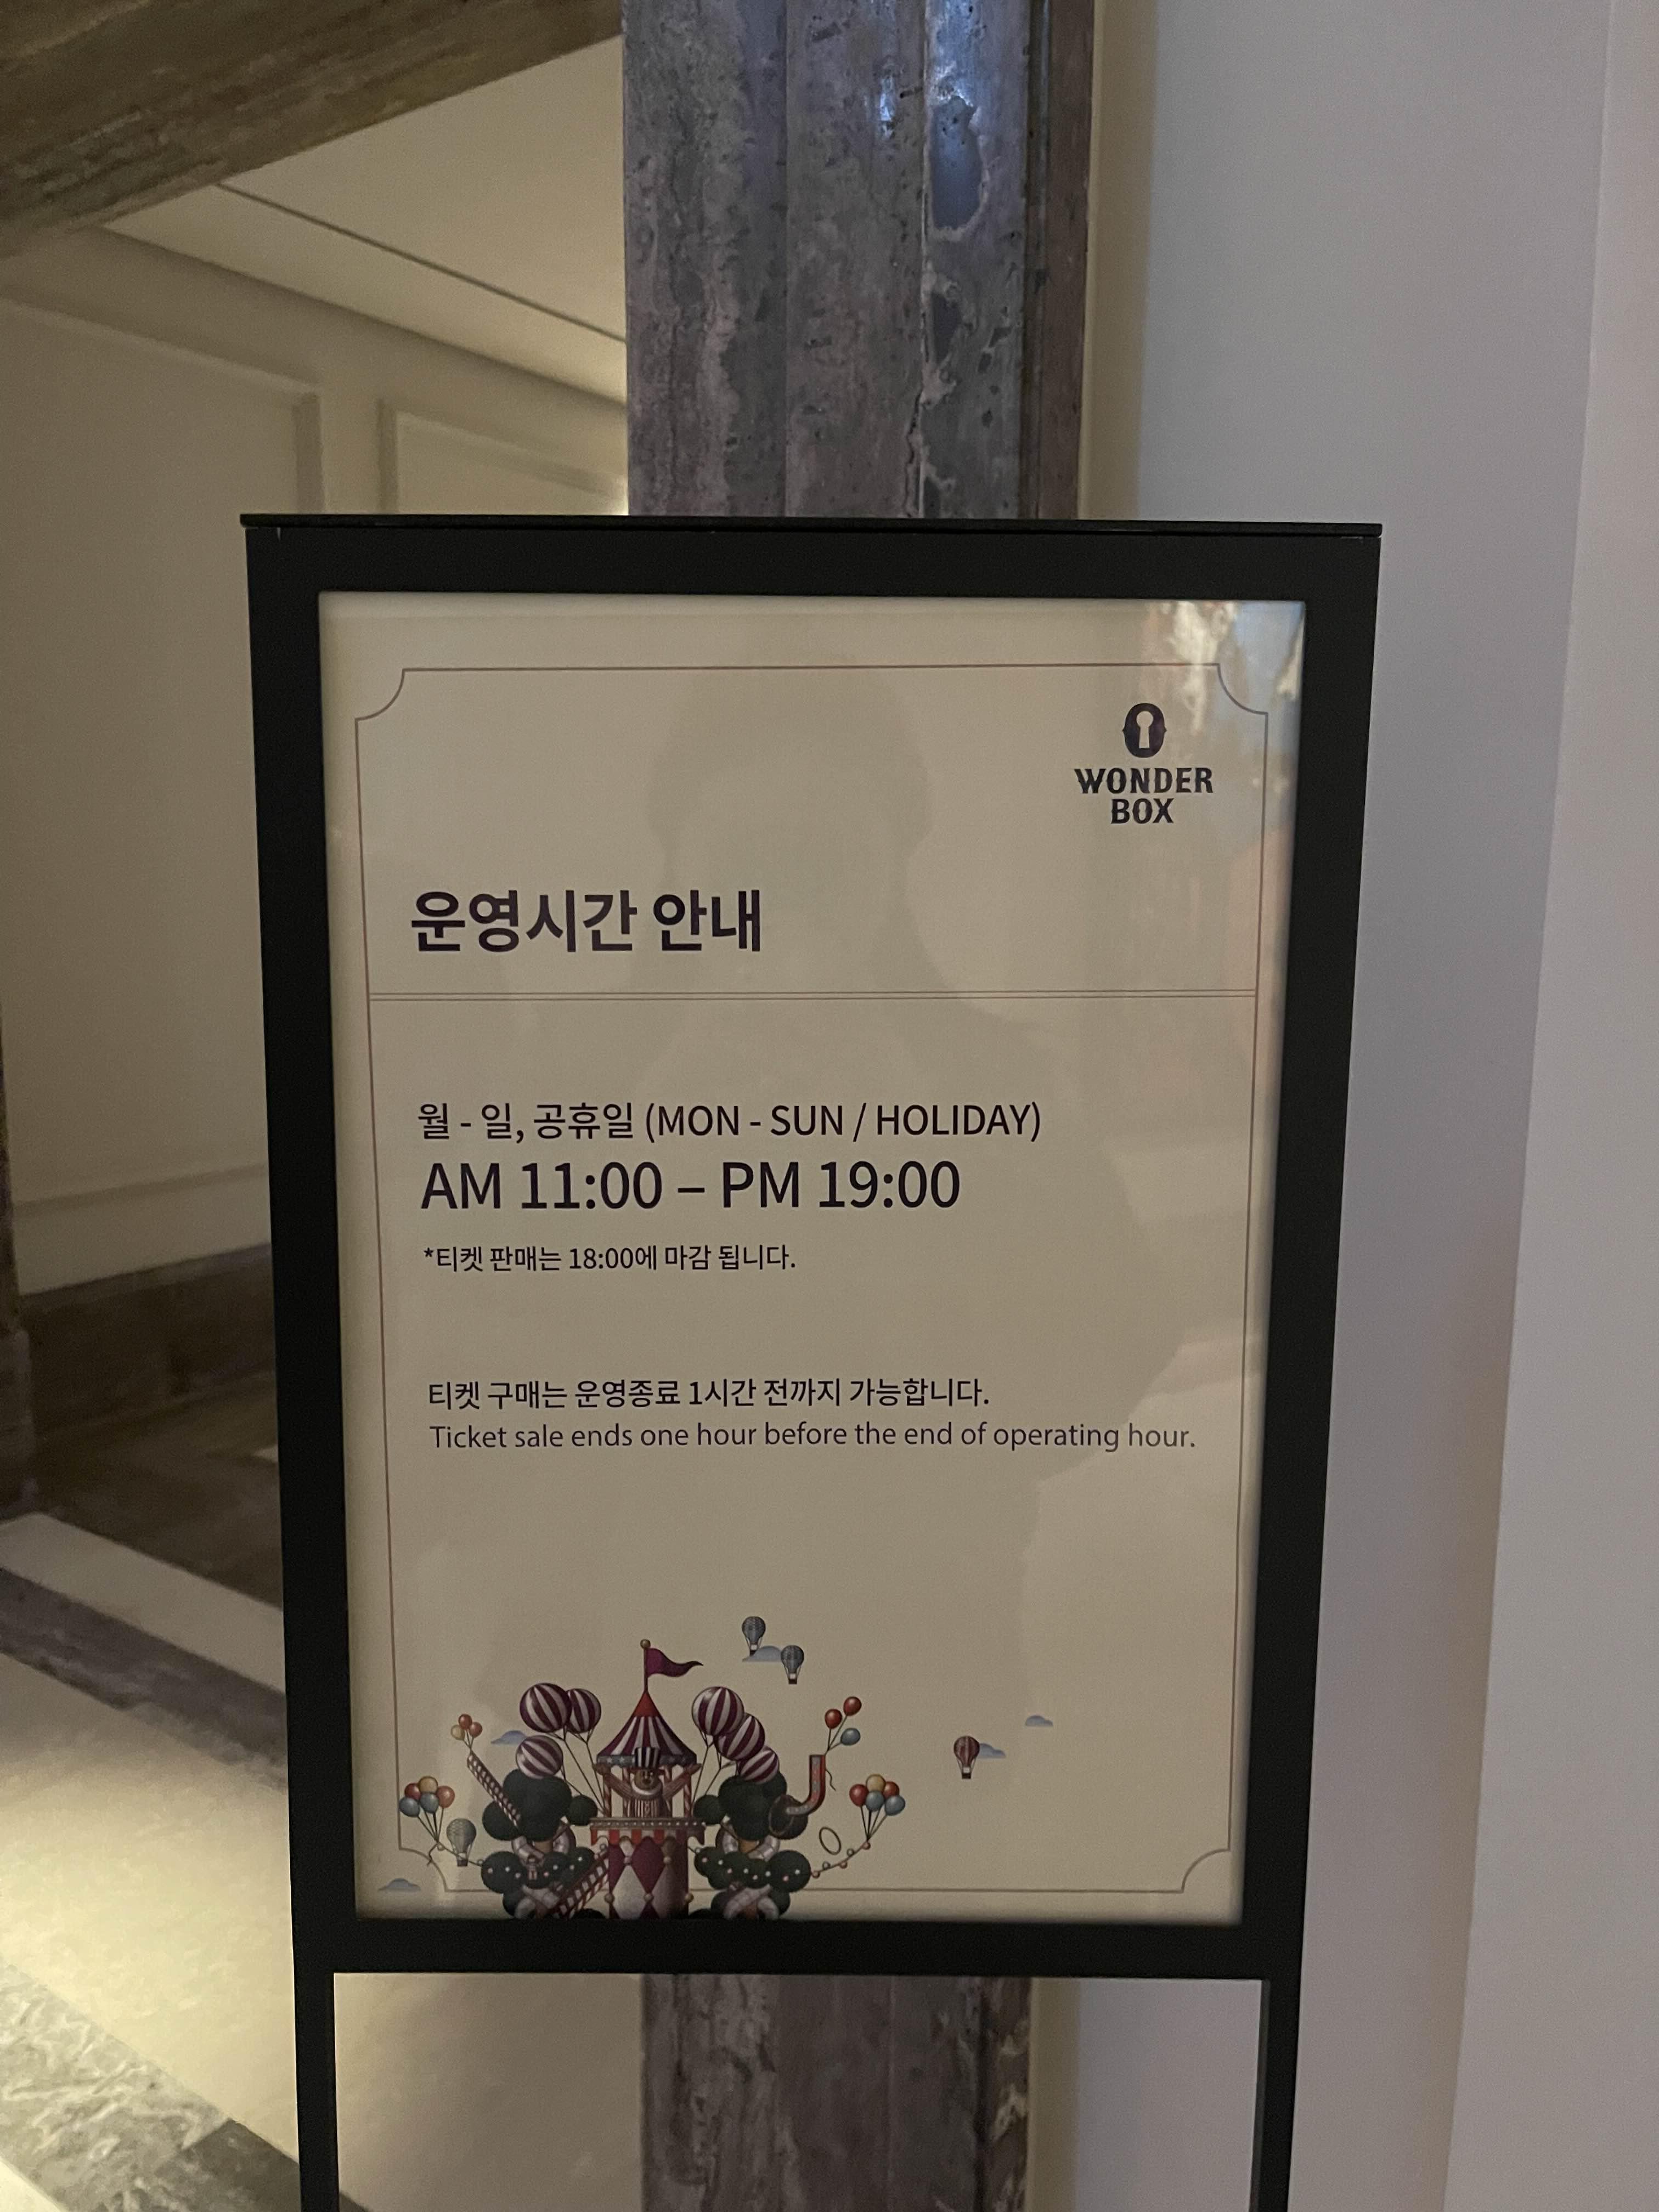 WONDER
BOX
운영시간 안내
월 - 일, 공휴일 (MON - SUN / HOLIDAY)
AM 11:00 – PM 19:00
*티켓 판매는 18:00에 마감 됩니다.
티켓 구매는 운영종료 1시간 전까지 가능합니다.
Ticket sale ends one hour before the end of operating hour.